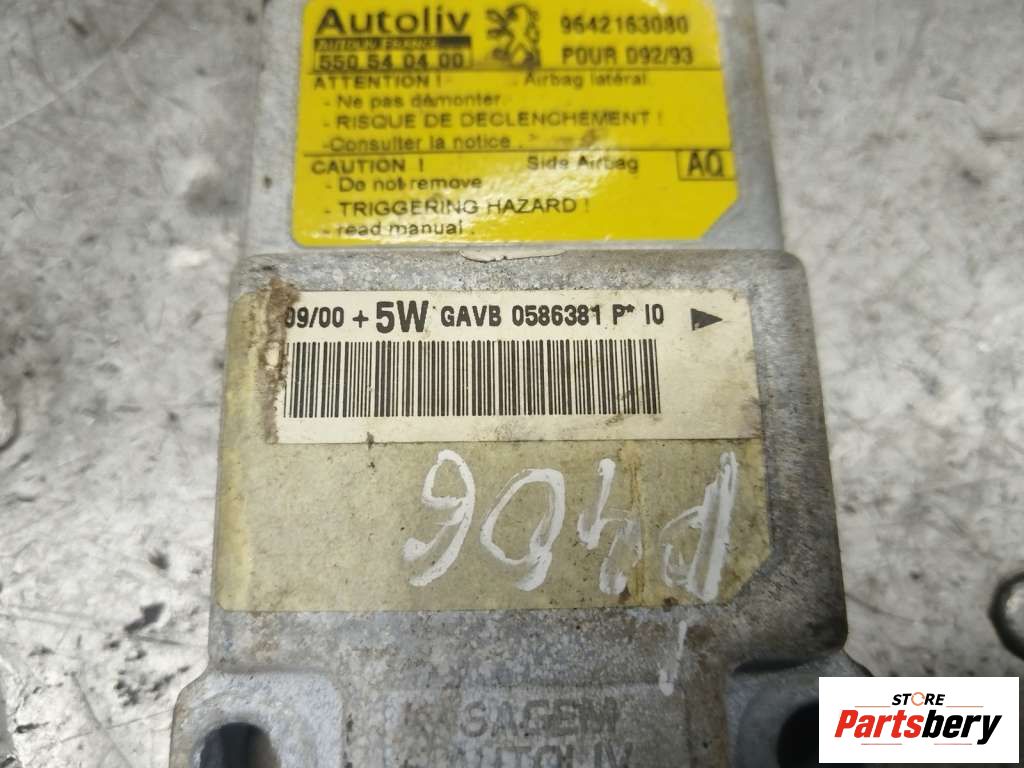 Autoliv 9642163080
AUTOLIV FRANCE POUR D92/93
550 54 04 00
ATTENTION ! Airbag latéral.
- Ne pas démonter.
- RISQUE DE DECLENCHEMENT !
-Consulter la notice .
CAUTION ! Side Airbag AQ
- Do not remove
- TRIGGERING HAZARD !
- read manual .
09/00 + 5W GAVB 0586381 P* IO
P406
SAGEM
AUTOLIV
STORE
Partsbery